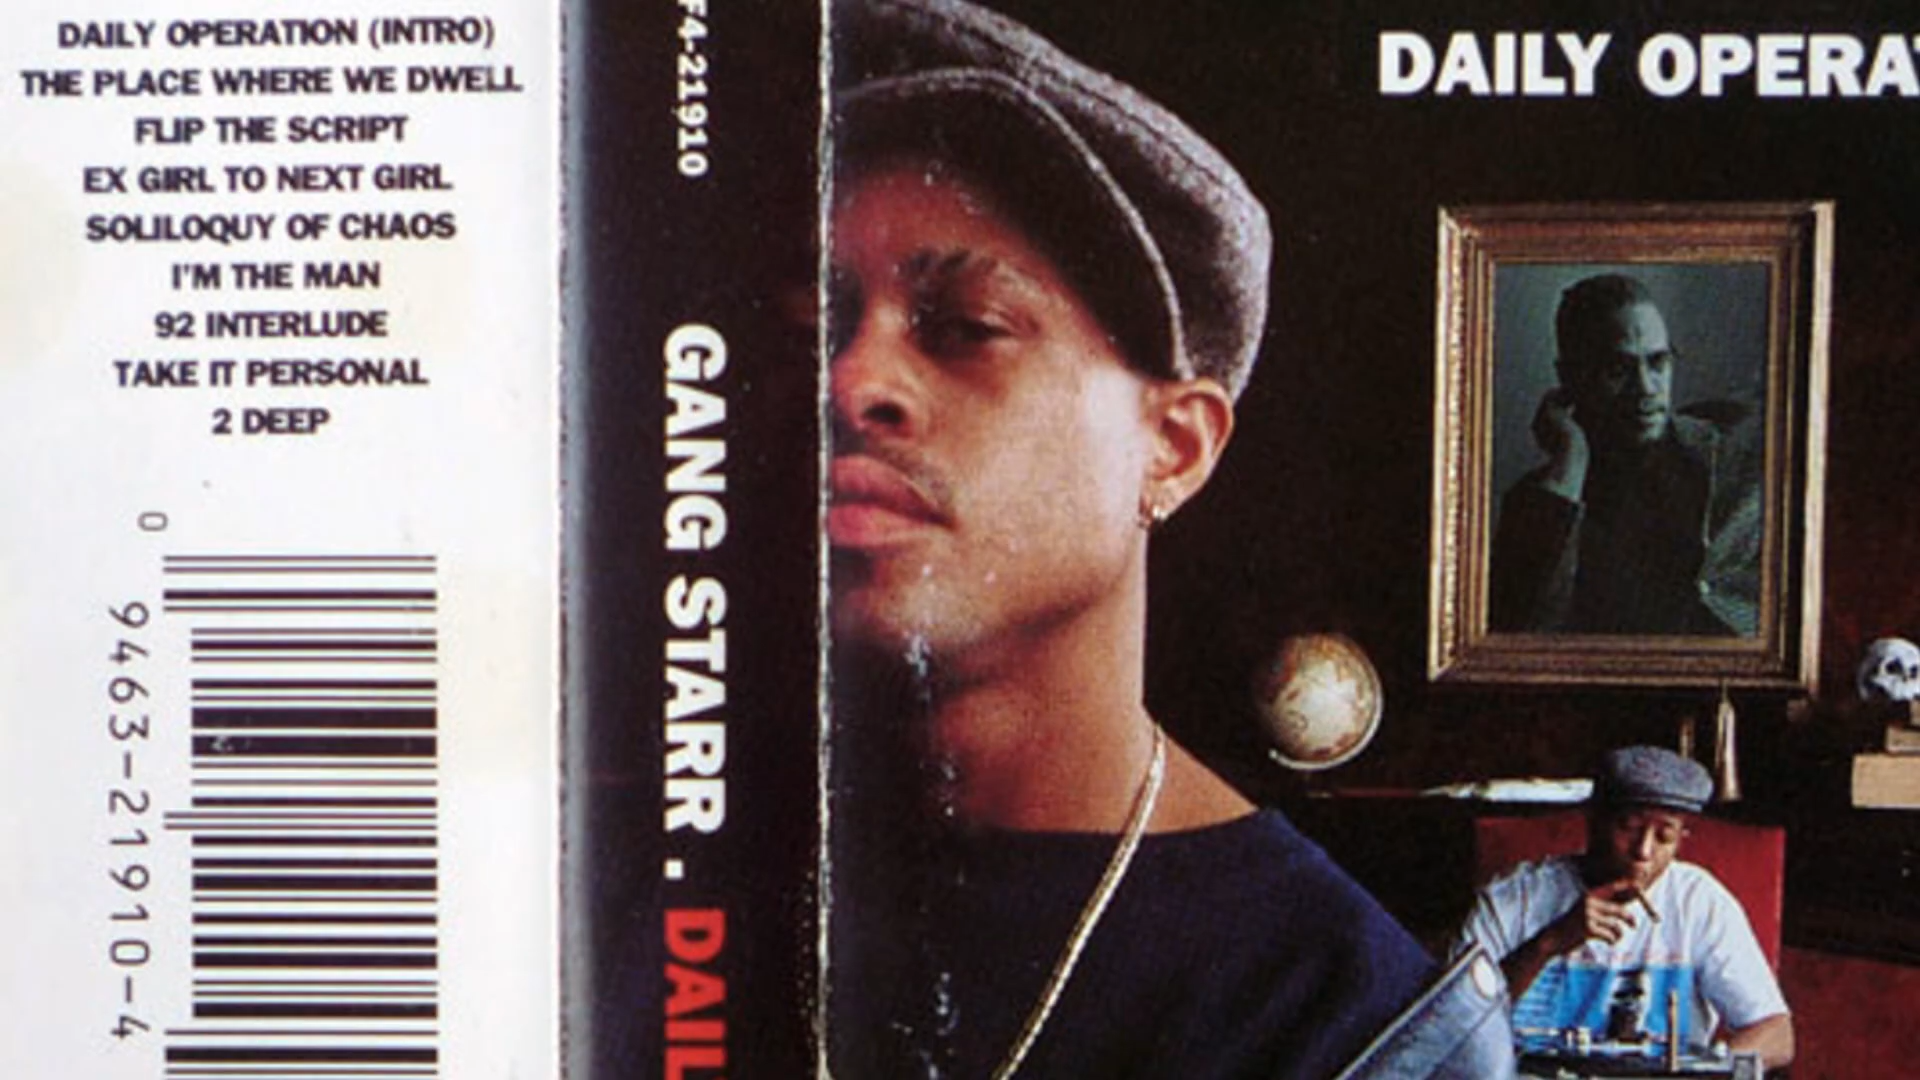 DAILY OPERATION (INTRO)
THE PLACE WHERE WE DWELL
FLIP THE SCRIPT
EX GIRL TO NEXT GIRL
SOLILOQUY OF CHAOS
I'M THE MAN
92 INTERLUDE
TAKE IT PERSONAL
2 DEEP
0 9463-21910-4
F4-21910
GANG STARR . DAIL
DAILY OPERAT